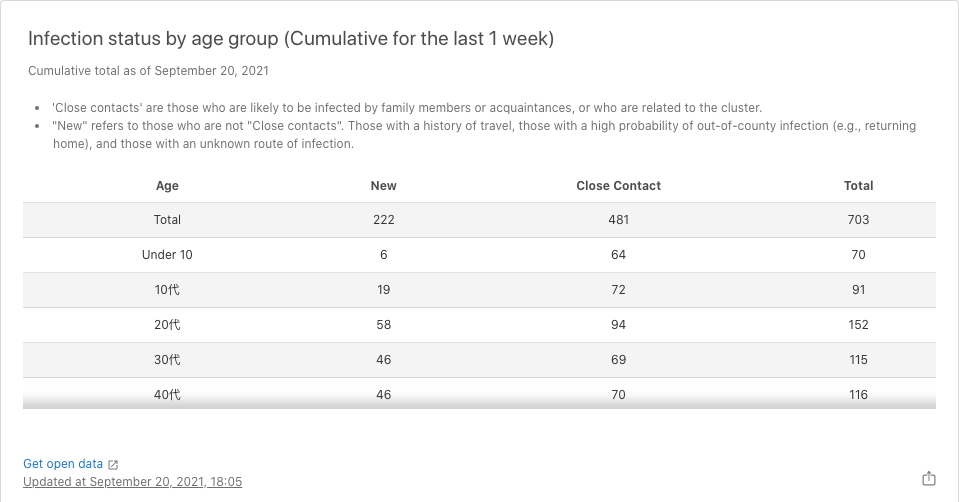 Infection status by age group (Cumulative for the last 1 week)
Cumulative total as of September 20, 2021
• 'Close contacts' are those who are likely to be infected by family members or acquaintances, or who are related to the cluster.
• "New" refers to those who are not "Close contacts". Those with a history of travel, those with a high probability of out-of-county infection (e.g., returning
home), and those with an unknown route of infection.
Age New Close Contact Total
Total 222 481 703
Under 10 6 64 70
10代 19 72 91
20代 58 94 152
30代 46 69 115
40代 46 70 116
Get open data
Updated at September 20, 2021, 18:05